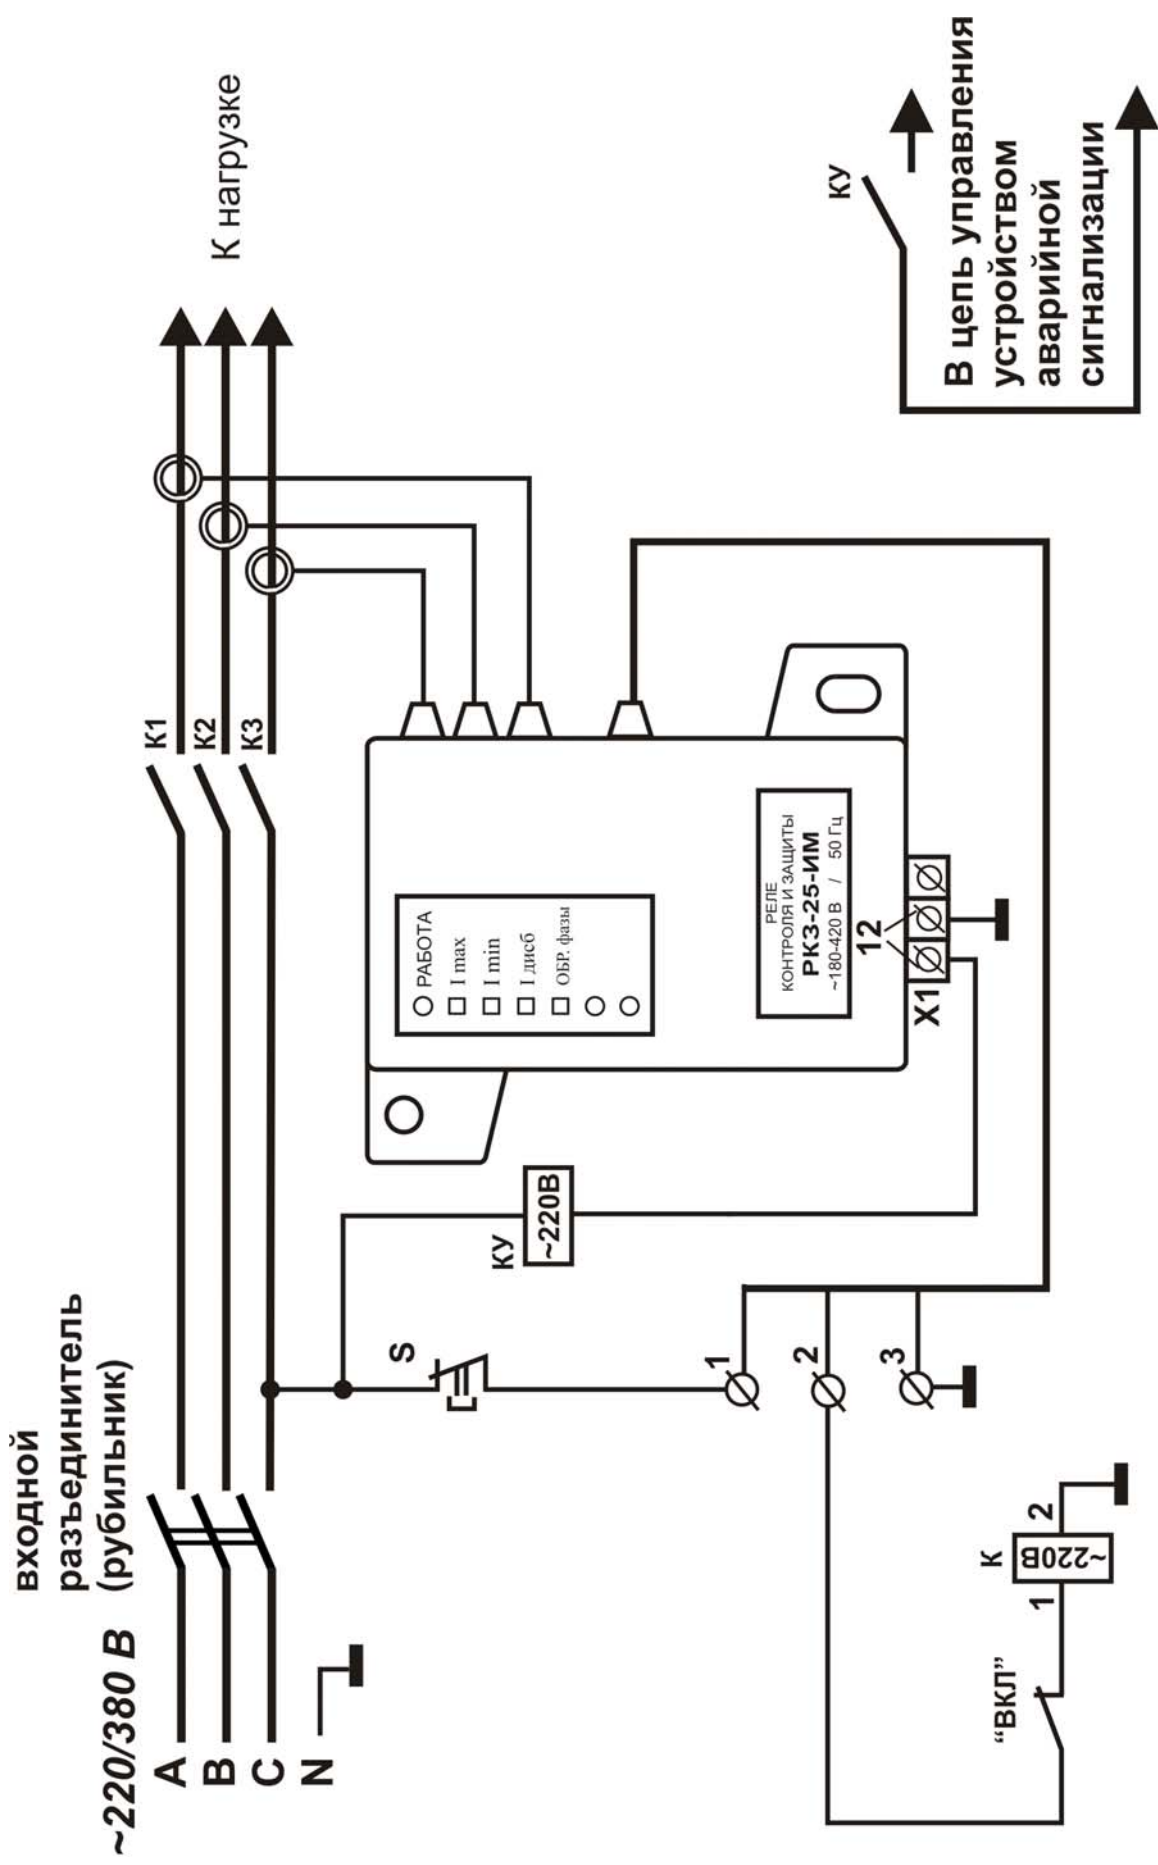 входной
разъединитель
(рубильник)
~220/380 В
A
B
C
N
К1
К2
К3
К нагрузке
S
КУ
~220В
РАБОТА
I max
I min
I дисб
ОБР. фазы
РЕЛЕ
КОНТРОЛЯ И ЗАЩИТЫ
РКЗ-25-ИМ
~180-420 В / 50 Гц
12
X1
1
2
3
“ВКЛ”
К
1
~220В
2
КУ
В цепь управления
устройством
аварийной
сигнализации